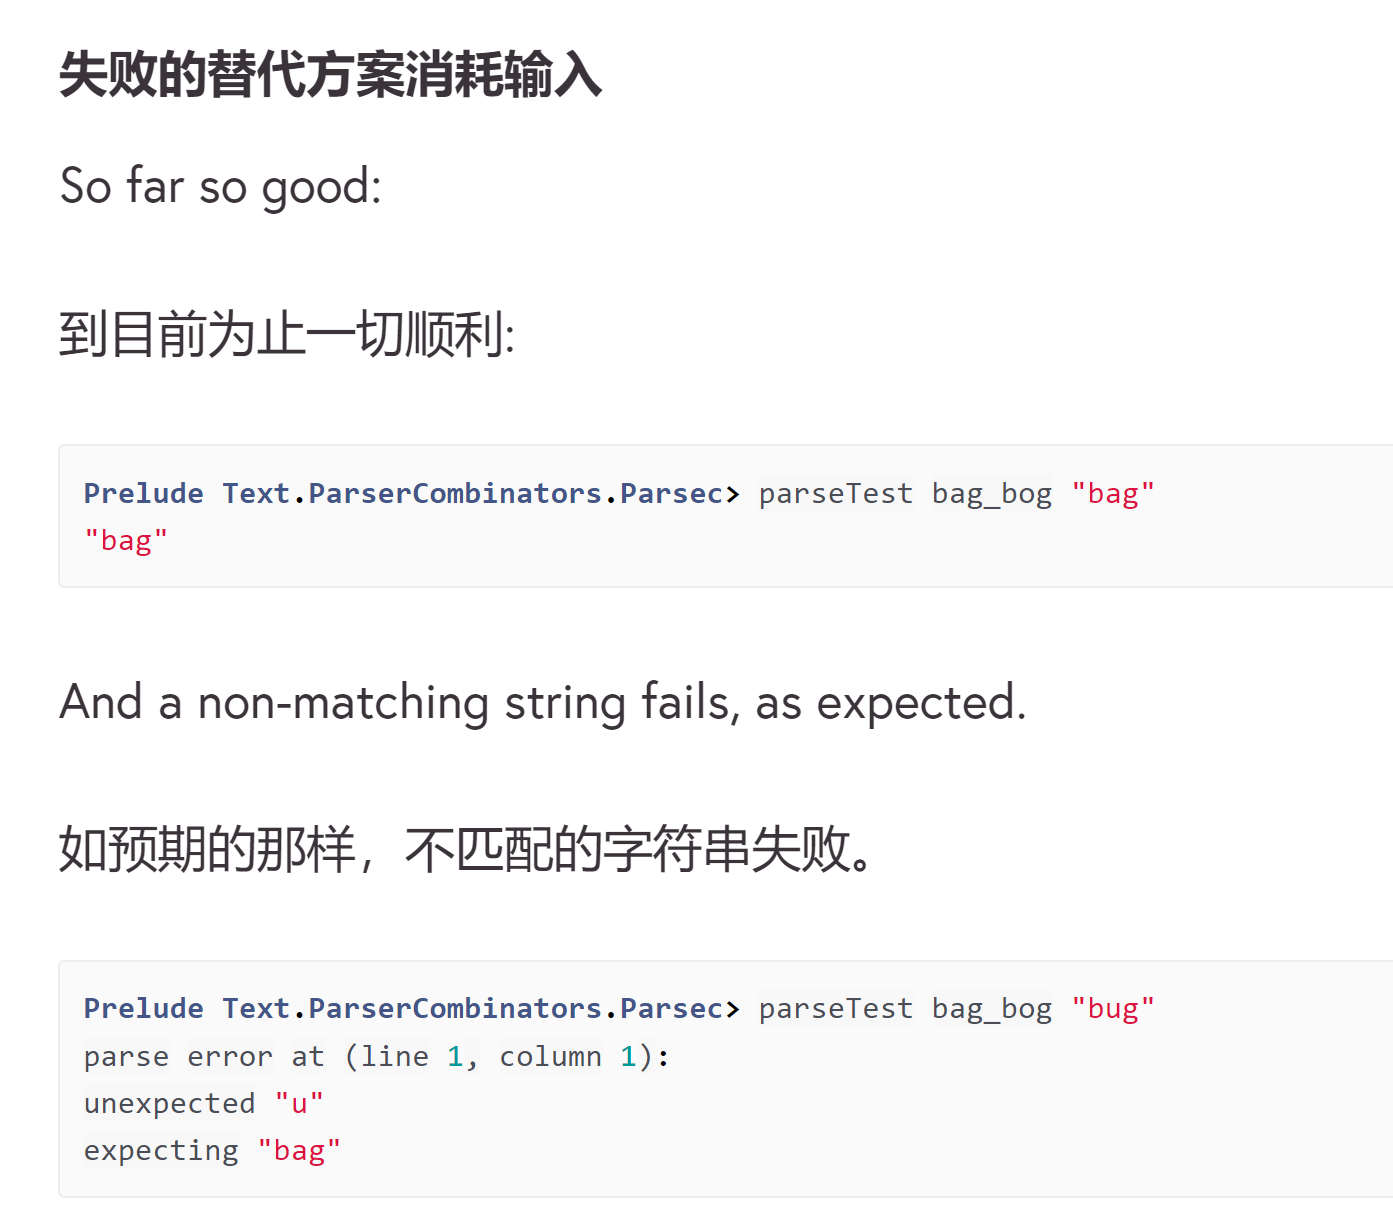 失败的替代方案消耗输入
So far so good:
到目前为止一切顺利:
Prelude Text.ParserCombinators.Parsec> parseTest bag_bog "bag"
"bag"
And a non-matching string fails, as expected.
如预期的那样，不匹配的字符串失败。
Prelude Text.ParserCombinators.Parsec> parseTest bag_bog "bug"
parse error at (line 1, column 1):
unexpected "u"
expecting "bag"